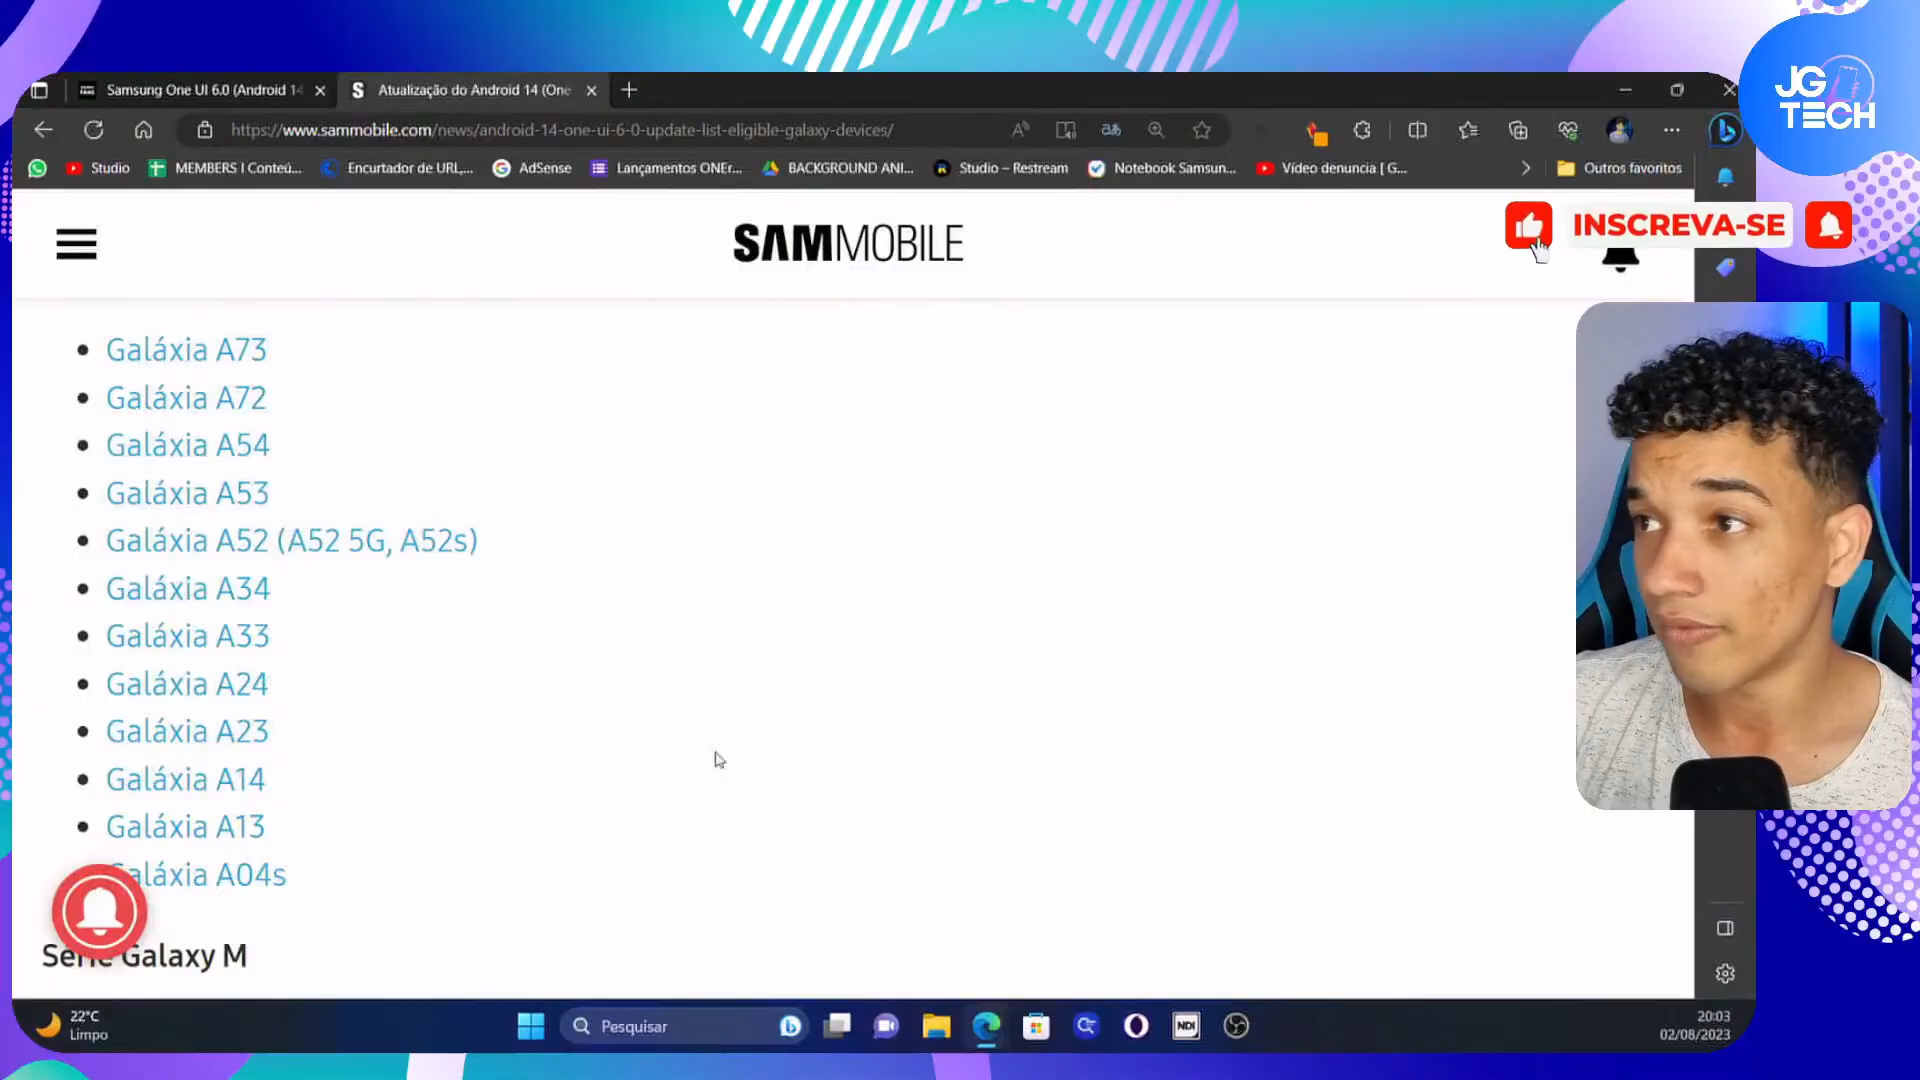 JG
TECH
Samsung One UI 6.0 (Android 14
Atualização do Android 14 (One
https://www.sammobile.com/news/android-14-one-ui-6-0-update-list-eligible-galaxy-devices/
Studio
MEMBERS I Conteú...
Encurtador de URL,...
AdSense
Lançamentos ONEr...
BACKGROUND ANI...
Studio – Restream
Notebook Samsun...
Vídeo denuncia [ G...
Outros favoritos
SAMMOBILE
INSCREVA-SE
Galáxia A73
Galáxia A72
Galáxia A54
Galáxia A53
Galáxia A52 (A52 5G, A52s)
Galáxia A34
Galáxia A33
Galáxia A24
Galáxia A23
Galáxia A14
Galáxia A13
Galáxia A04s
Série Galaxy M
22°C
Limpo
Pesquisar
NDI
20:03
02/08/2023